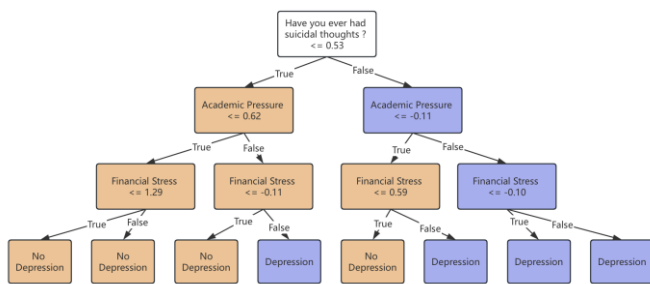 Have you ever had
suicidal thoughts ?
<= 0.53
True
False
Academic Pressure
<= 0.62
Academic Pressure
<= -0.11
True
False
True
False
Financial Stress
<= 1.29
Financial Stress
<= -0.11
Financial Stress
<= 0.59
Financial Stress
<= -0.10
True
False
True
False
True
False
True
False
No
Depression
No
Depression
No
Depression
Depression
No
Depression
Depression
Depression
Depression